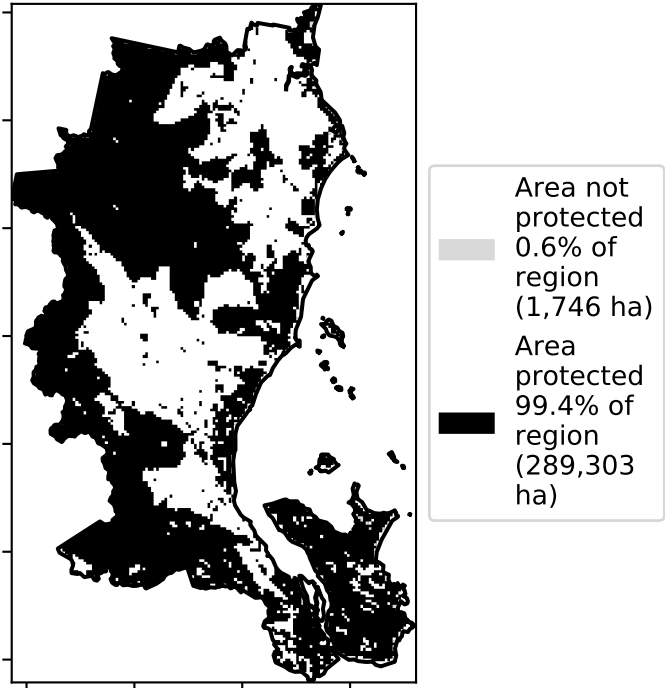 Area not
protected
0.6% of
region
(1,746 ha)
Area
protected
99.4% of
region
(289,303
ha)